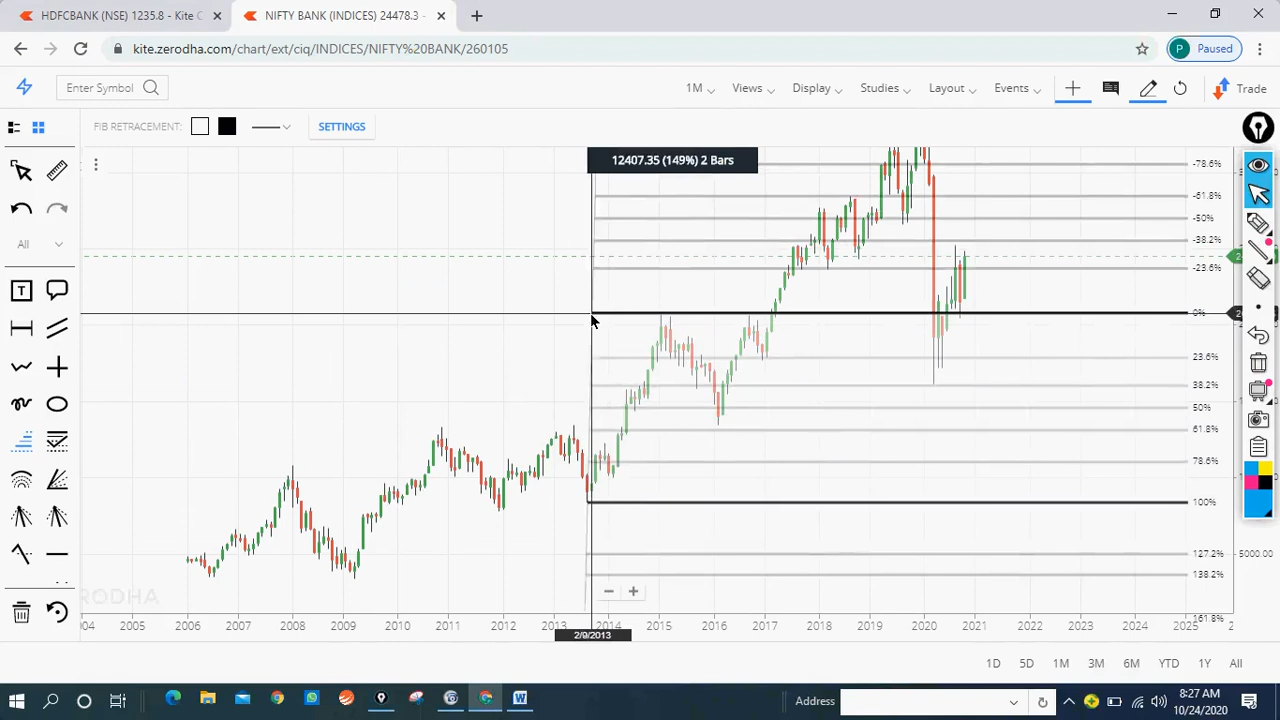 HDFCBANK (NSE) 1235.8 - Kite C
NIFTY BANK (INDICES) 24478.3 -
kite.zerodha.com/chart/ext/ciq/INDICES/NIFTY%20BANK/260105
P Paused
Enter Symbol
1M
Views
Display
Studies
Layout
Events
Trade
FIB RETRACEMENT:
SETTINGS
12407.35 (149%) 2 Bars
-78.6%
-61.8%
-50%
-38.2%
-23.6%
0%
23.6%
38.2%
50%
61.8%
78.6%
100%
127.2%
138.2%
161.8%
All
T
5000.00
RODHA
2005 2006 2007 2008 2009 2010 2011 2012 2013 2014 2015 2016 2017 2018 2019 2020 2021 2022 2023 2024 2025
2/9/2013
1D 5D 1M 3M 6M YTD 1Y All
Address
8:27 AM
10/24/2020